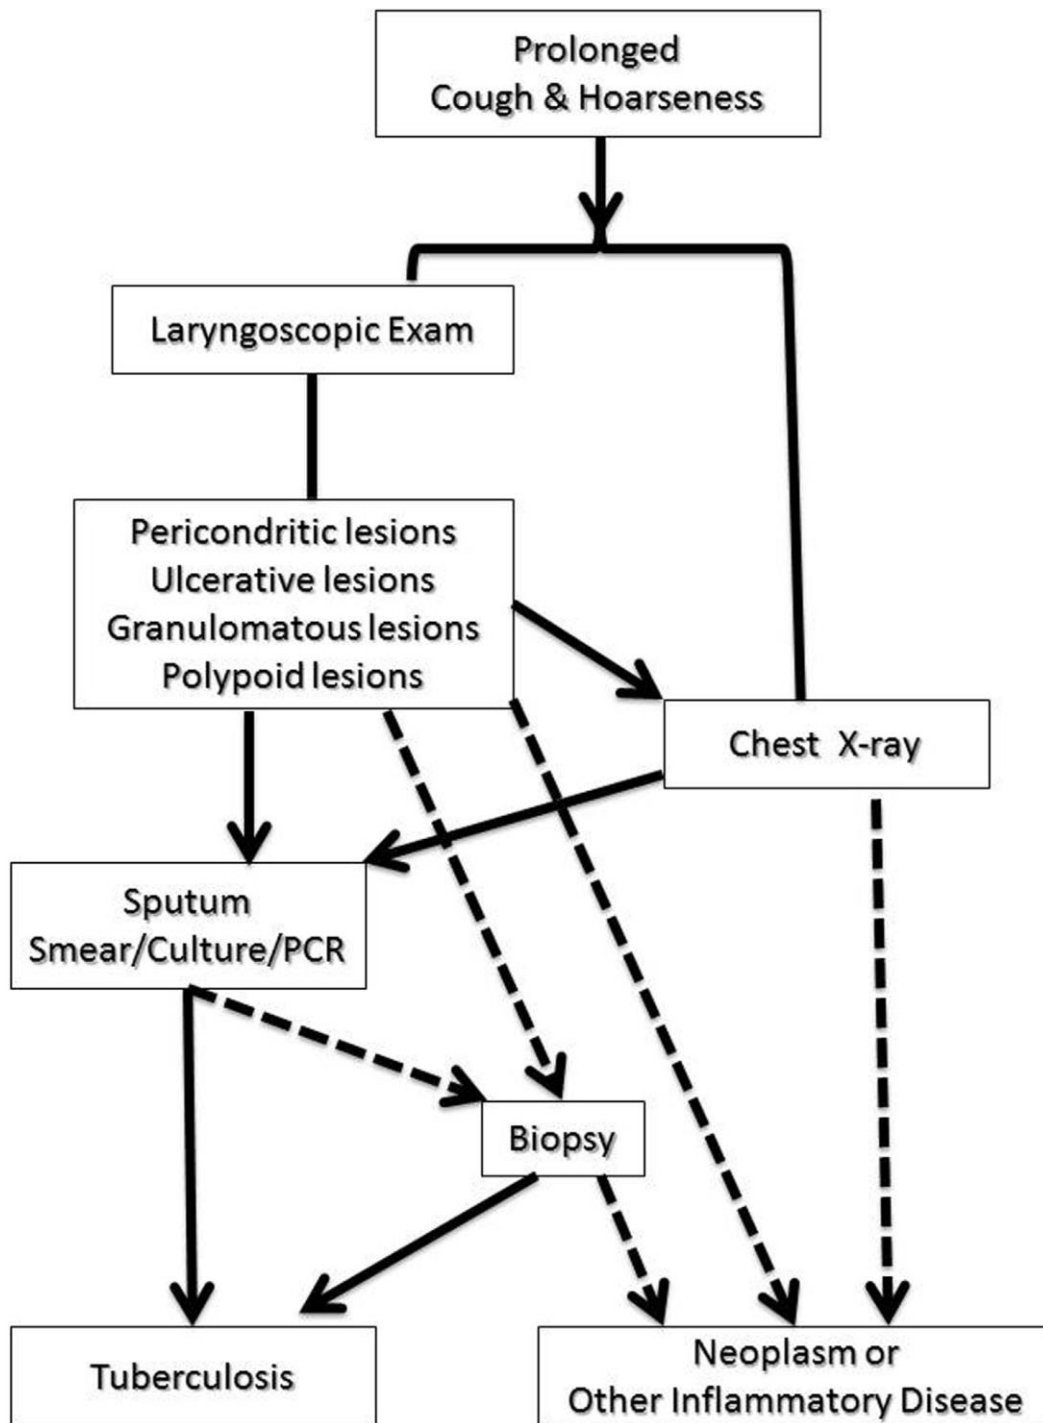 Prolonged
Cough & Hoarseness
Laryngoscopic Exam
Pericondritic lesions
Ulcerative lesions
Granulomatous lesions
Polypoid lesions
Chest X-ray
Sputum
Smear/Culture/PCR
Biopsy
Tuberculosis
Neoplasm or
Other Inflammatory Disease